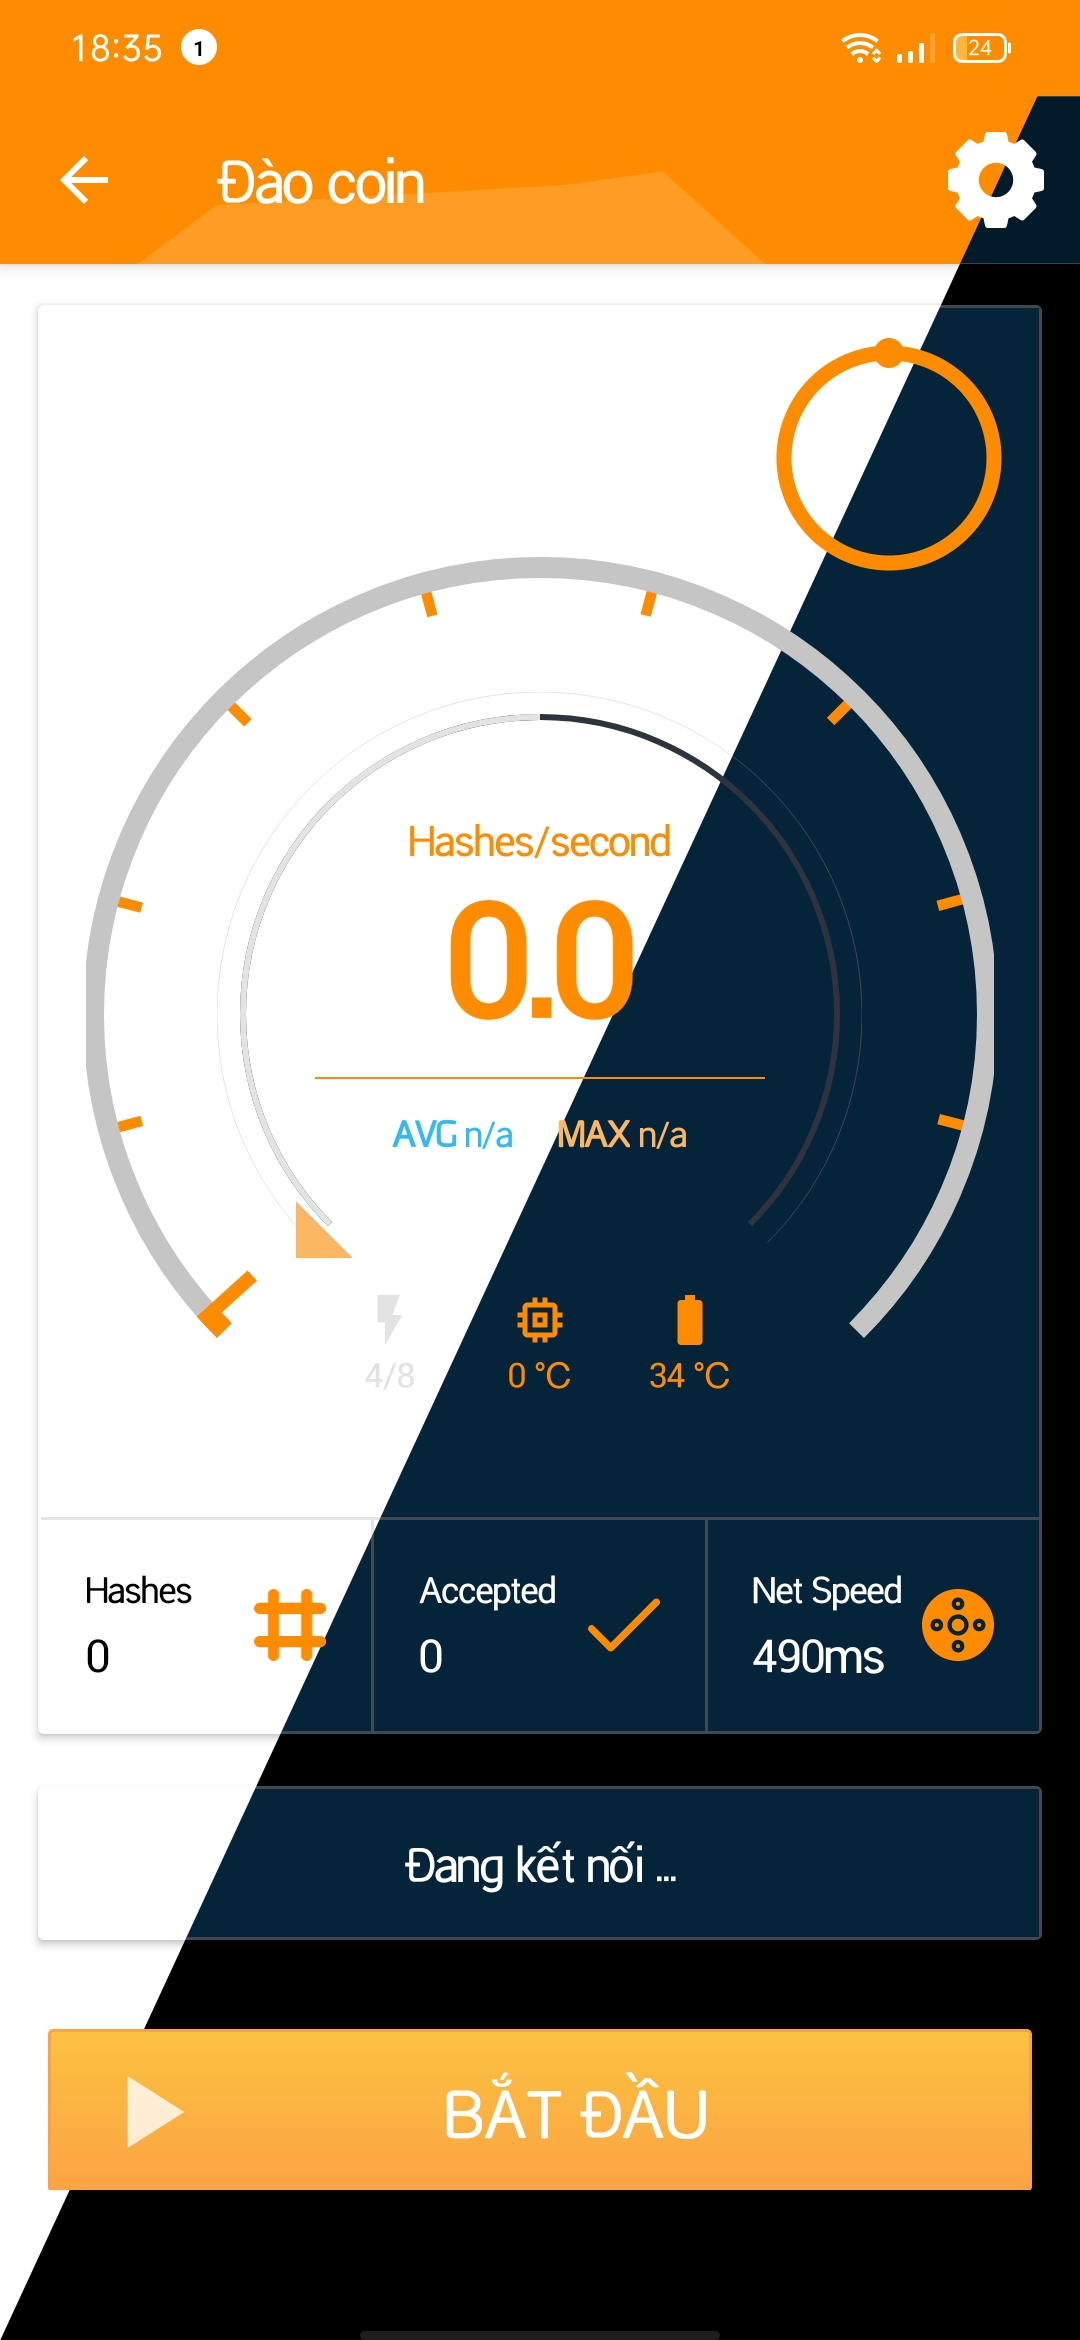 18:35 1 24
Đào coin
Hashes/second
0.0
AVG n/a MAX n/a
4/8 0 °C 34 °C
Hashes Accepted Net Speed
0 0 490ms
Đang kết nối ...
BẮT ĐẦU